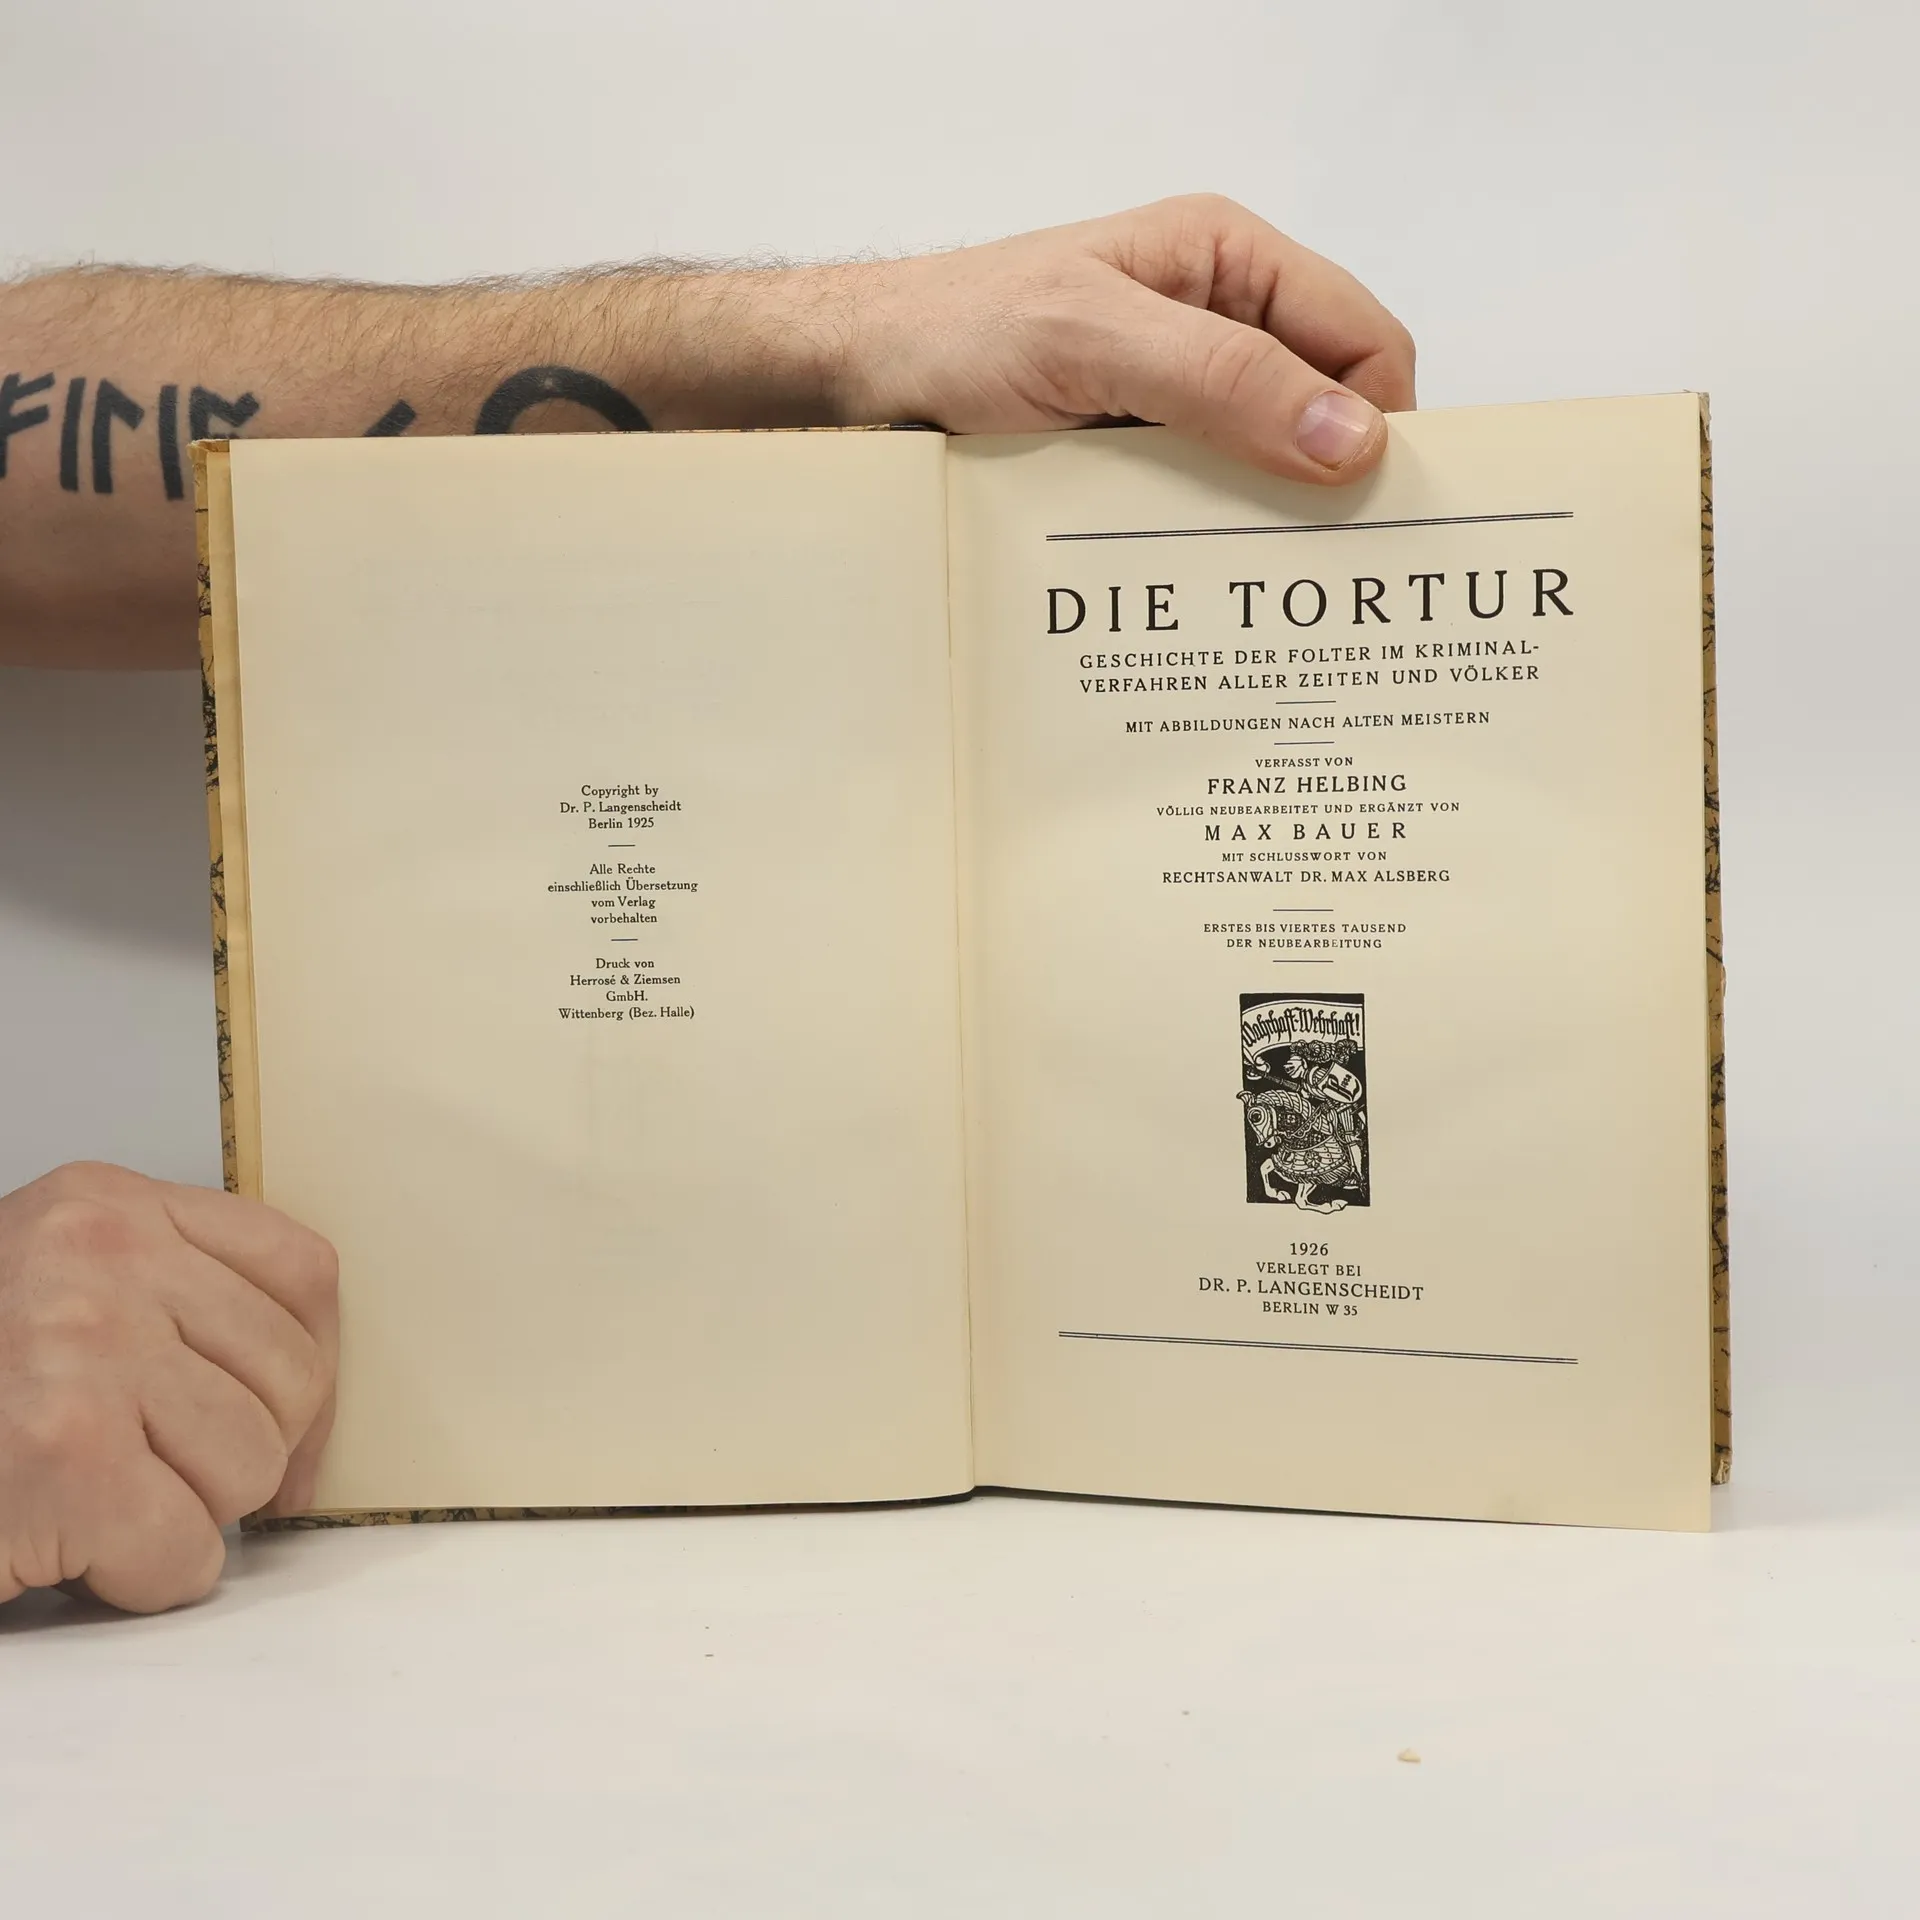 Copyright by
Dr. P. Langenscheidt
Berlin 1925
Alle Rechte
einschließlich Übersetzung
vom Verlag
vorbehalten
Druck von
Herrosé & Ziemsen
GmbH.
Wittenberg (Bez. Halle)
DIE TORTUR
GESCHICHTE DER FOLTER IM KRIMINAL-
VERFAHREN ALLER ZEITEN UND VÖLKER
MIT ABBILDUNGEN NACH ALTEN MEISTERN
VERFASST VON
FRANZ HELBING
VÖLLIG NEUBEARBEITET UND ERGÄNZT VON
MAX BAUER
MIT SCHLUSSWORT VON
RECHTSANWALT DR. MAX ALSBERG
ERSTES BIS VIERTES TAUSEND
DER NEUBEARBEITUNG
Wahrhaft-Wehrhaft!
1926
VERLEGT BEI
DR. P. LANGENSCHEIDT
BERLIN W 35